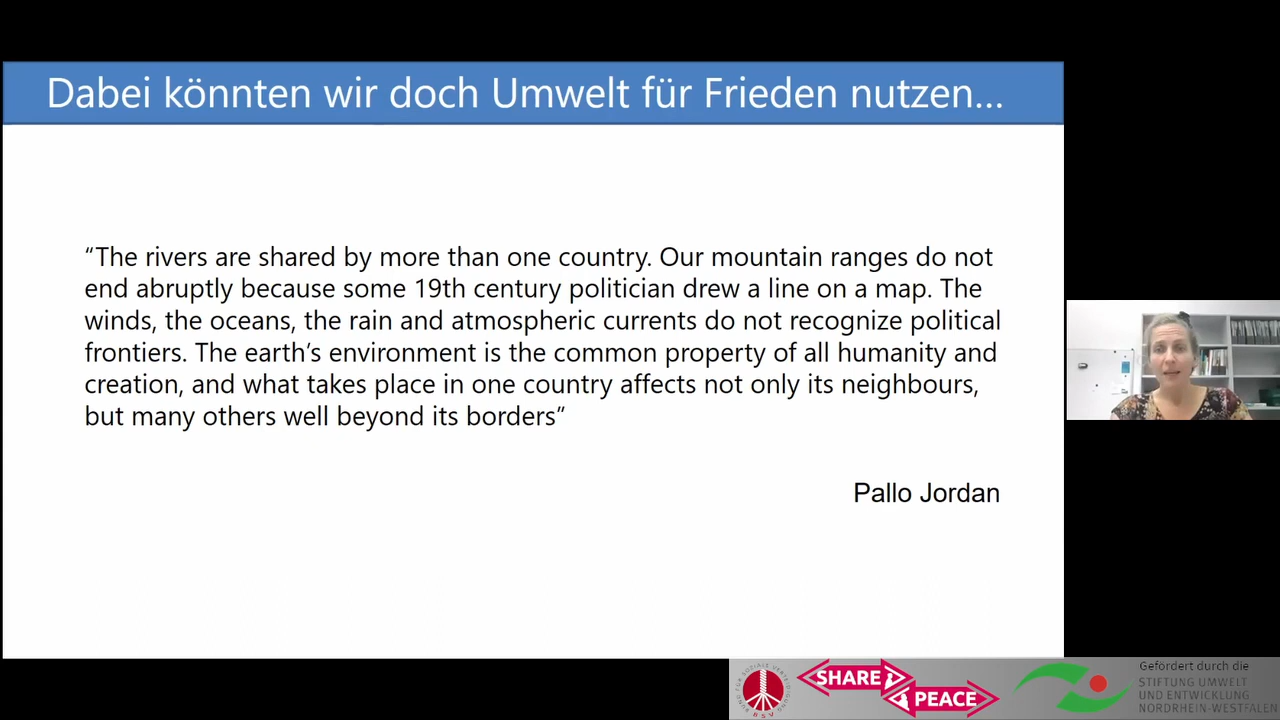 Dabei könnten wir doch Umwelt für Frieden nutzen...
“The rivers are shared by more than one country. Our mountain ranges do not
end abruptly because some 19th century politician drew a line on a map. The
winds, the oceans, the rain and atmospheric currents do not recognize political
frontiers. The earth’s environment is the common property of all humanity and
creation, and what takes place in one country affects not only its neighbours,
but many others well beyond its borders”
Pallo Jordan
BUND FÜR SOZIALE VERTEIDIGUNG
B·S·V
SHARE
PEACE
Gefördert durch die
STIFTUNG UMWELT
UND ENTWICKLUNG
NORDRHEIN-WESTFALEN